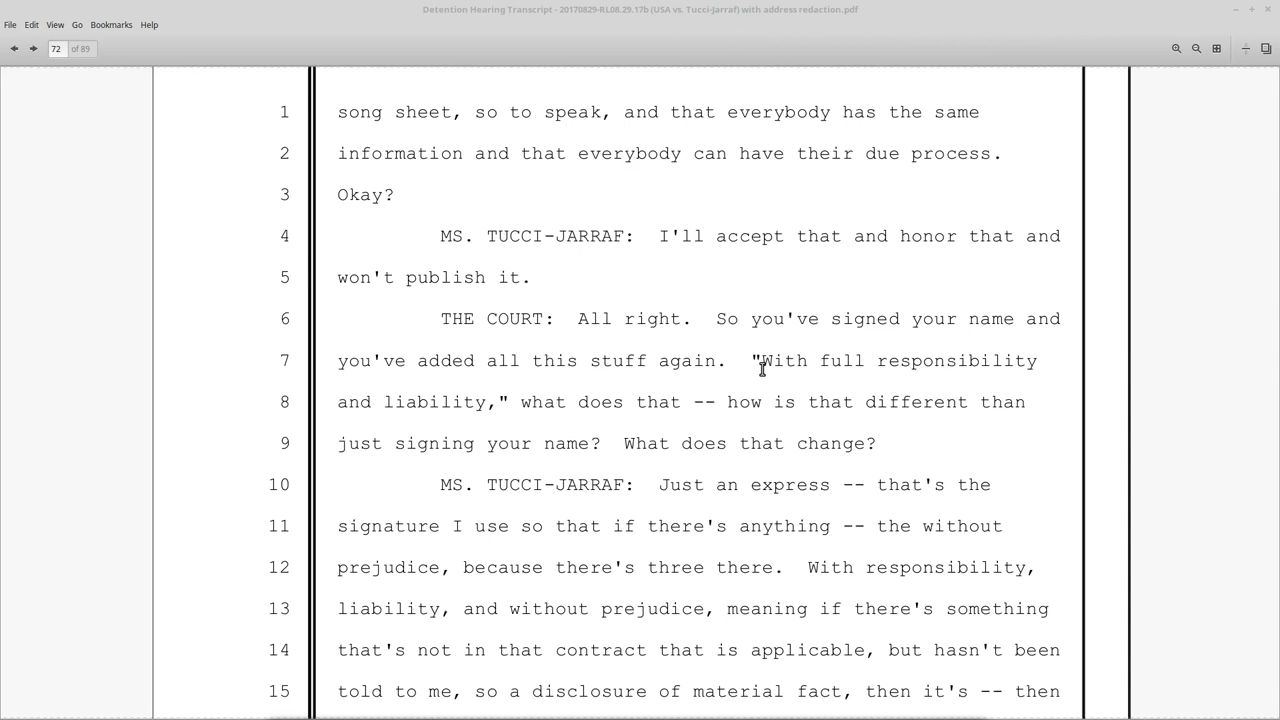 Detention Hearing Transcript - 20170829-RL08.29.17b (USA vs. Tucci-Jarraf) with address redaction.pdf
File Edit View Go Bookmarks Help
72 of 89
1 song sheet, so to speak, and that everybody has the same
2 information and that everybody can have their due process.
3 Okay?
4 MS. TUCCI-JARRAF: I'll accept that and honor that and
5 won't publish it.
6 THE COURT: All right. So you've signed your name and
7 you've added all this stuff again. "With full responsibility
8 and liability," what does that -- how is that different than
9 just signing your name? What does that change?
10 MS. TUCCI-JARRAF: Just an express -- that's the
11 signature I use so that if there's anything -- the without
12 prejudice, because there's three there. With responsibility,
13 liability, and without prejudice, meaning if there's something
14 that's not in that contract that is applicable, but hasn't been
15 told to me, so a disclosure of material fact, then it's -- then